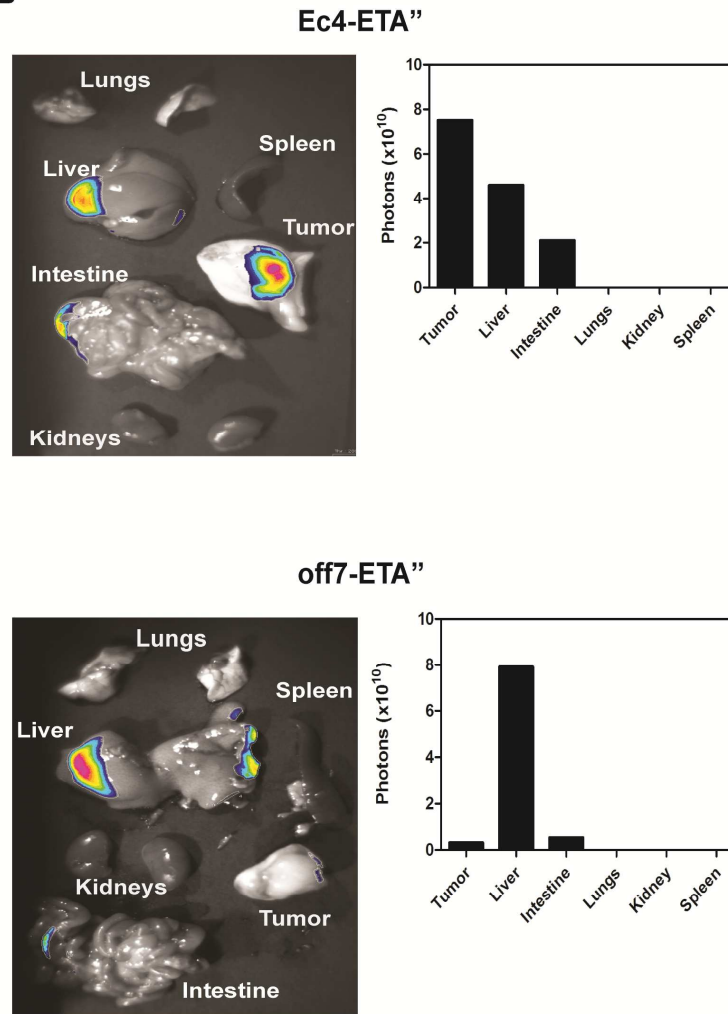 Ec4-ETA”
Lungs
Spleen
Liver
Tumor
Intestine
Kidneys
10
8
6
4
2
0
Photons (x10¹⁰)
Tumor
Liver
Intestine
Lungs
Kidney
Spleen
off7-ETA”
Lungs
Spleen
Liver
Kidneys
Tumor
Intestine
10
8
6
4
2
0
Photons (x10¹⁰)
Tumor
Liver
Intestine
Lungs
Kidney
Spleen